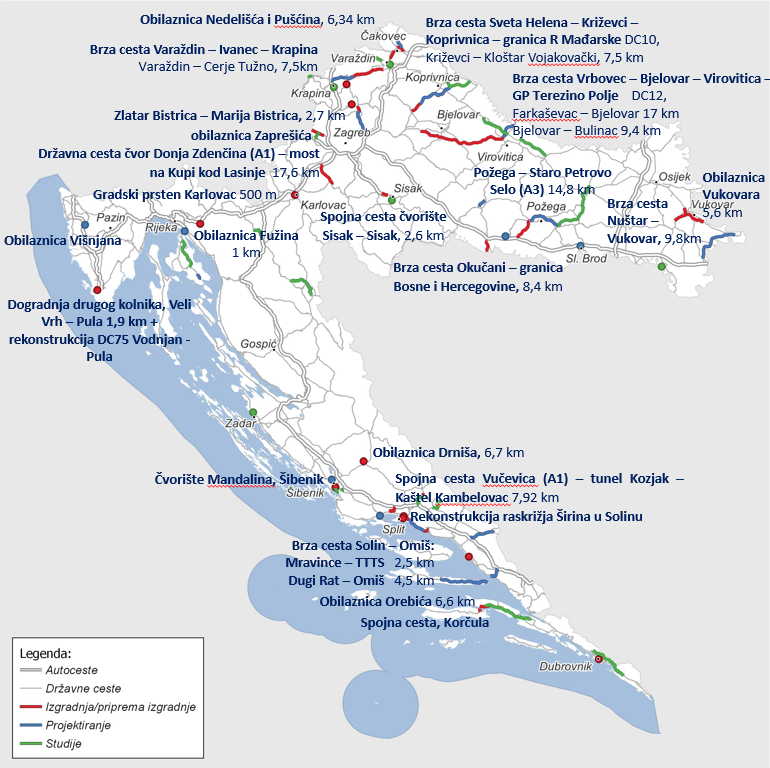 Obilaznica Nedelišća i Pušćina, 6,34 km
Brza cesta Sveta Helena – Križevci –
Koprivnica – granica R Mađarske DC10,
Križevci – Kloštar Vojakovački, 7,5 km
Čakovec
Brza cesta Varaždin – Ivanec – Krapina
Varaždin – Cerje Tužno, 7,5km
Varaždin
Koprivnica
Brza cesta Vrbovec – Bjelovar – Virovitica –
GP Terezino Polje DC12,
Farkaševac – Bjelovar 17 km
Bjelovar – Bulinac 9,4 km
Krapina
Zlatar Bistrica – Marija Bistrica, 2,7 km
Bjelovar
obilaznica Zaprešića
Zagreb
Virovitica
Državna cesta čvor Donja Zdenčina (A1) – most
na Kupi kod Lasinje 17,6 km
Požega – Staro Petrovo
Selo (A3) 14,8 km
Osijek
Obilaznica
Vukovara
5,6 km
Vukovar
Gradski prsten Karlovac 500 m
Karlovac
Sisak
Požega
Brza cesta
Nuštar –
Vukovar, 9,8km
Pazin
Rijeka
Obilaznica Višnjana
Obilaznica Fužina
1 km
Spojna cesta čvorište
Sisak – Sisak, 2,6 km
Sl. Brod
Brza cesta Okučani – granica
Bosne i Hercegovine, 8,4 km
Dogradnja drugog kolnika, Veli
Vrh – Pula 1,9 km +
rekonstrukcija DC75 Vodnjan -
Pula
Gospić
Zadar
Obilaznica Drniša, 6,7 km
Čvorište Mandalina, Šibenik
Šibenik
Spojna cesta Vučevica (A1) – tunel Kozjak –
Kaštel Kambelovac 7,92 km
Rekonstrukcija raskrižja Širina u Solinu
Split
Brza cesta Solin – Omiš:
Mravince – TTTS 2,5 km
Dugi Rat – Omiš 4,5 km
Obilaznica Orebića 6,6 km
Spojna cesta, Korčula
Dubrovnik
Legenda:
Autoceste
Državne ceste
Izgradnja/priprema izgradnje
Projektiranje
Studije